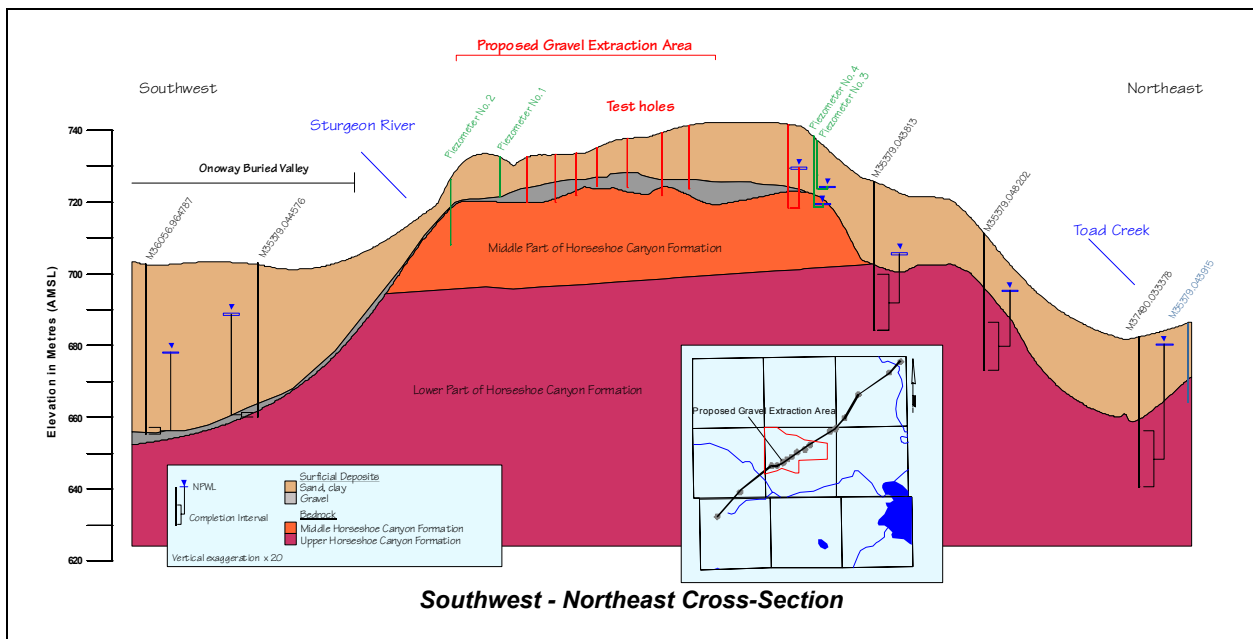 Proposed Gravel Extraction Area
Southwest
Northeast
Sturgeon River
Piezometer No. 2
Piezometer No. 1
Test holes
Piezometer No. 4
Piezometer No. 3
M35379.043813
M35379.048202
Toad Creek
M37490.033378
M35379.043915
Onoway Buried Valley
M36056.964787
M35379.044576
Elevation in Metres (AMSL)
740
720
700
680
660
640
620
Middle Part of Horseshoe Canyon Formation
Lower Part of Horseshoe Canyon Formation
Proposed Gravel Extraction Area
NPWL
Completion Interval
Surficial Deposits
Sand, clay
Gravel
Bedrock
Middle Horseshoe Canyon Formation
Upper Horseshoe Canyon Formation
Vertical exaggeration x 20
Southwest - Northeast Cross-Section